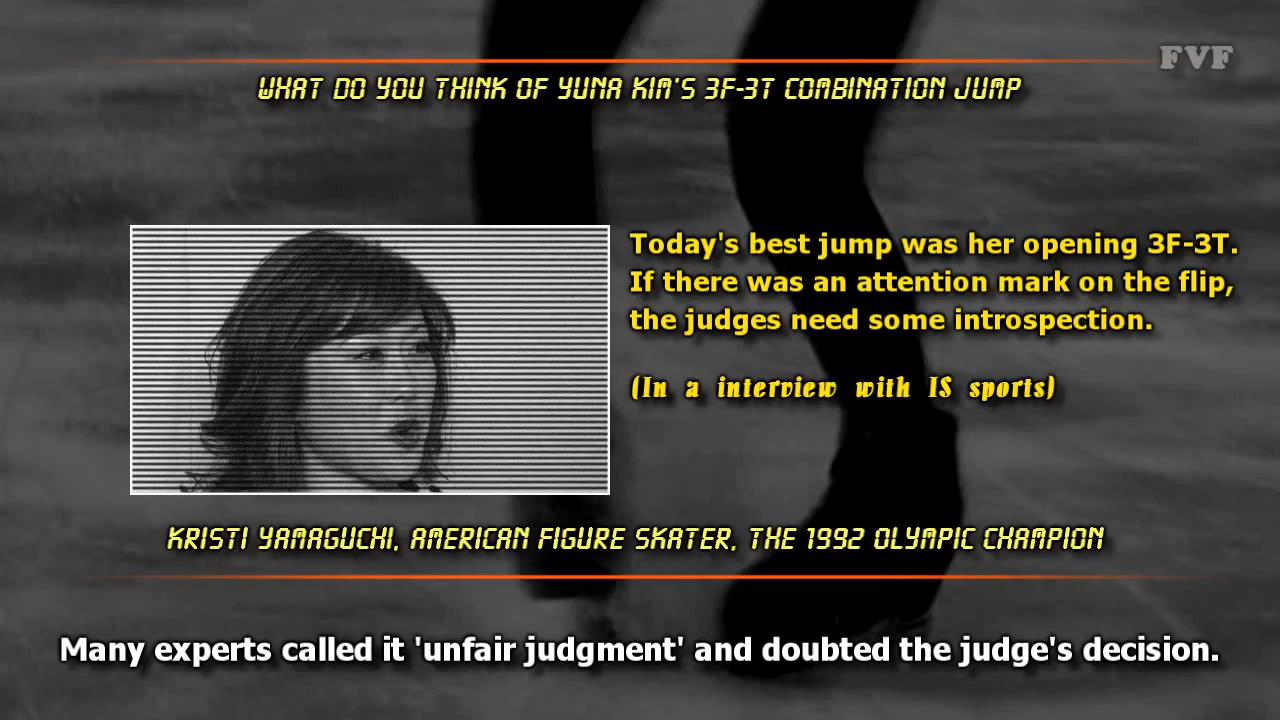 FVF
WHAT DO YOU THINK OF YUNA KIM'S 3F-3T COMBINATION JUMP
Today's best jump was her opening 3F-3T.
If there was an attention mark on the flip,
the judges need some introspection.
(In a interview with IS sports)
KRISTI YAMAGUCHI, AMERICAN FIGURE SKATER, THE 1992 OLYMPIC CHAMPION
Many experts called it 'unfair judgment' and doubted the judge's decision.